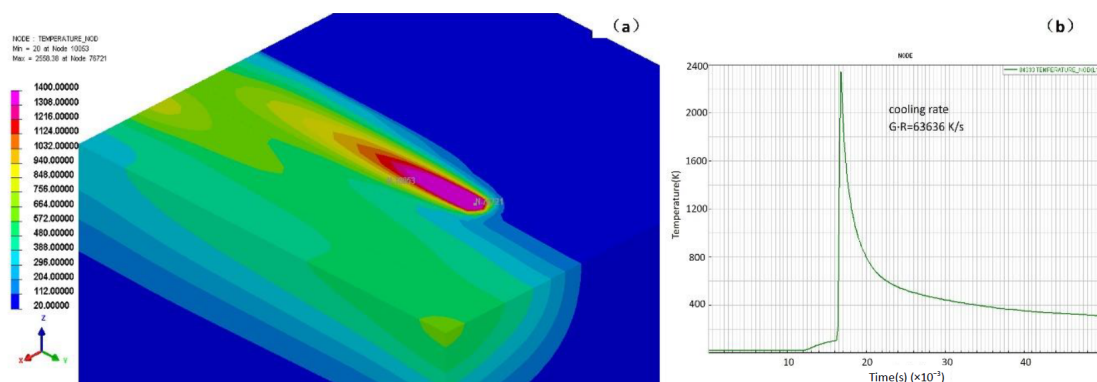 (a)
NODE : TEMPERATURE_NOD
Min = 20 at Node 10053
Max = 2558.38 at Node 76721
1400.00000
1308.00000
1216.00000
1124.00000
1032.00000
940.00000
848.00000
756.00000
664.00000
572.00000
480.00000
388.00000
296.00000
204.00000
112.00000
20.00000
Z
X
Y
(b)
NODE
TEMPERATURE_NOD
2400
2000
1600
1200
800
400
Temperature(K)
cooling rate
G·R=63636 K/s
10
20
30
40
Time(s) (×10⁻³)